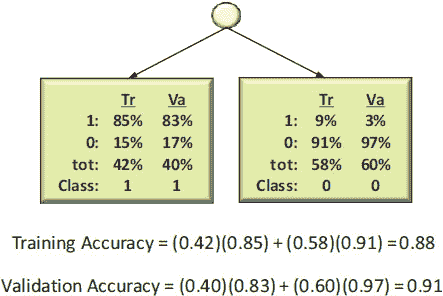 Tr Va
1: 85% 83%
0: 15% 17%
tot: 42% 40%
Class: 1 1
Tr Va
1: 9% 3%
0: 91% 97%
tot: 58% 60%
Class: 0 0
Training Accuracy = (0.42)(0.85) + (0.58)(0.91) = 0.88
Validation Accuracy = (0.40)(0.83) + (0.60)(0.97) = 0.91